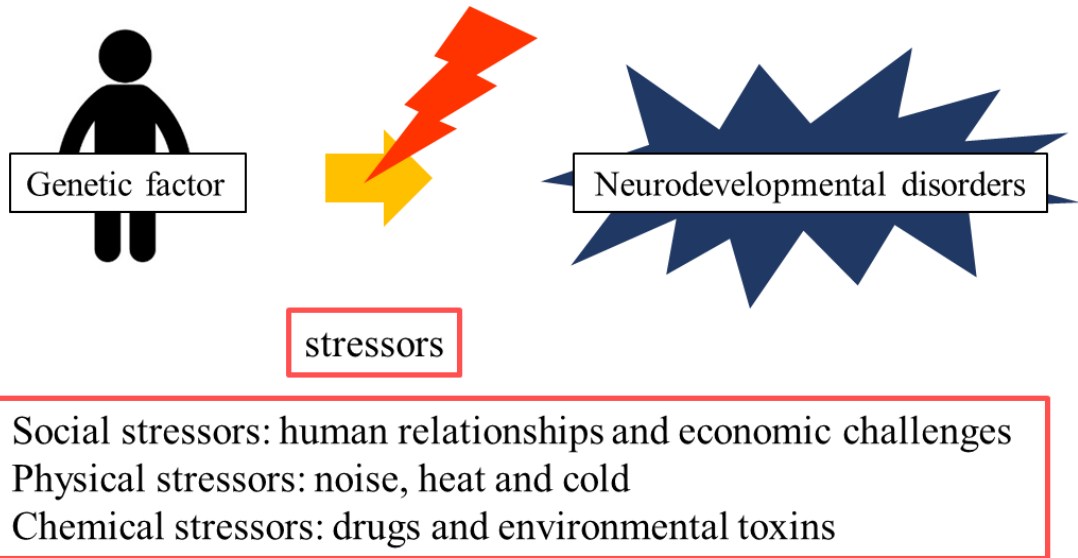 Genetic factor
Neurodevelopmental disorders
stressors
Social stressors: human relationships and economic challenges
Physical stressors: noise, heat and cold
Chemical stressors: drugs and environmental toxins